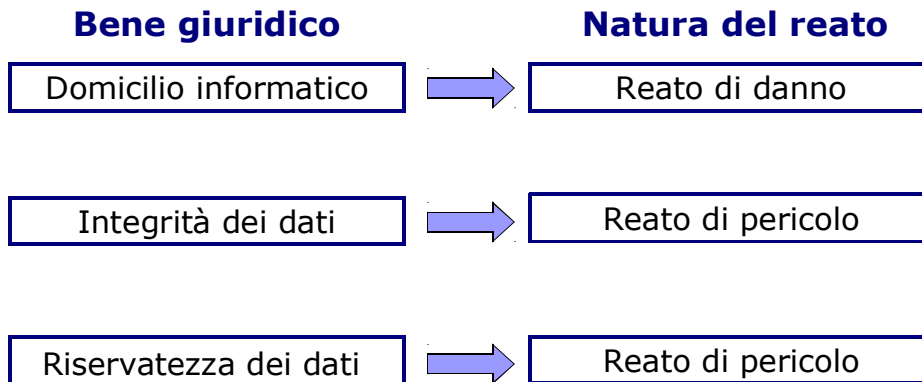 Bene giuridico Natura del reato
Domicilio informatico Reato di danno
Integrità dei dati Reato di pericolo
Riservatezza dei dati Reato di pericolo